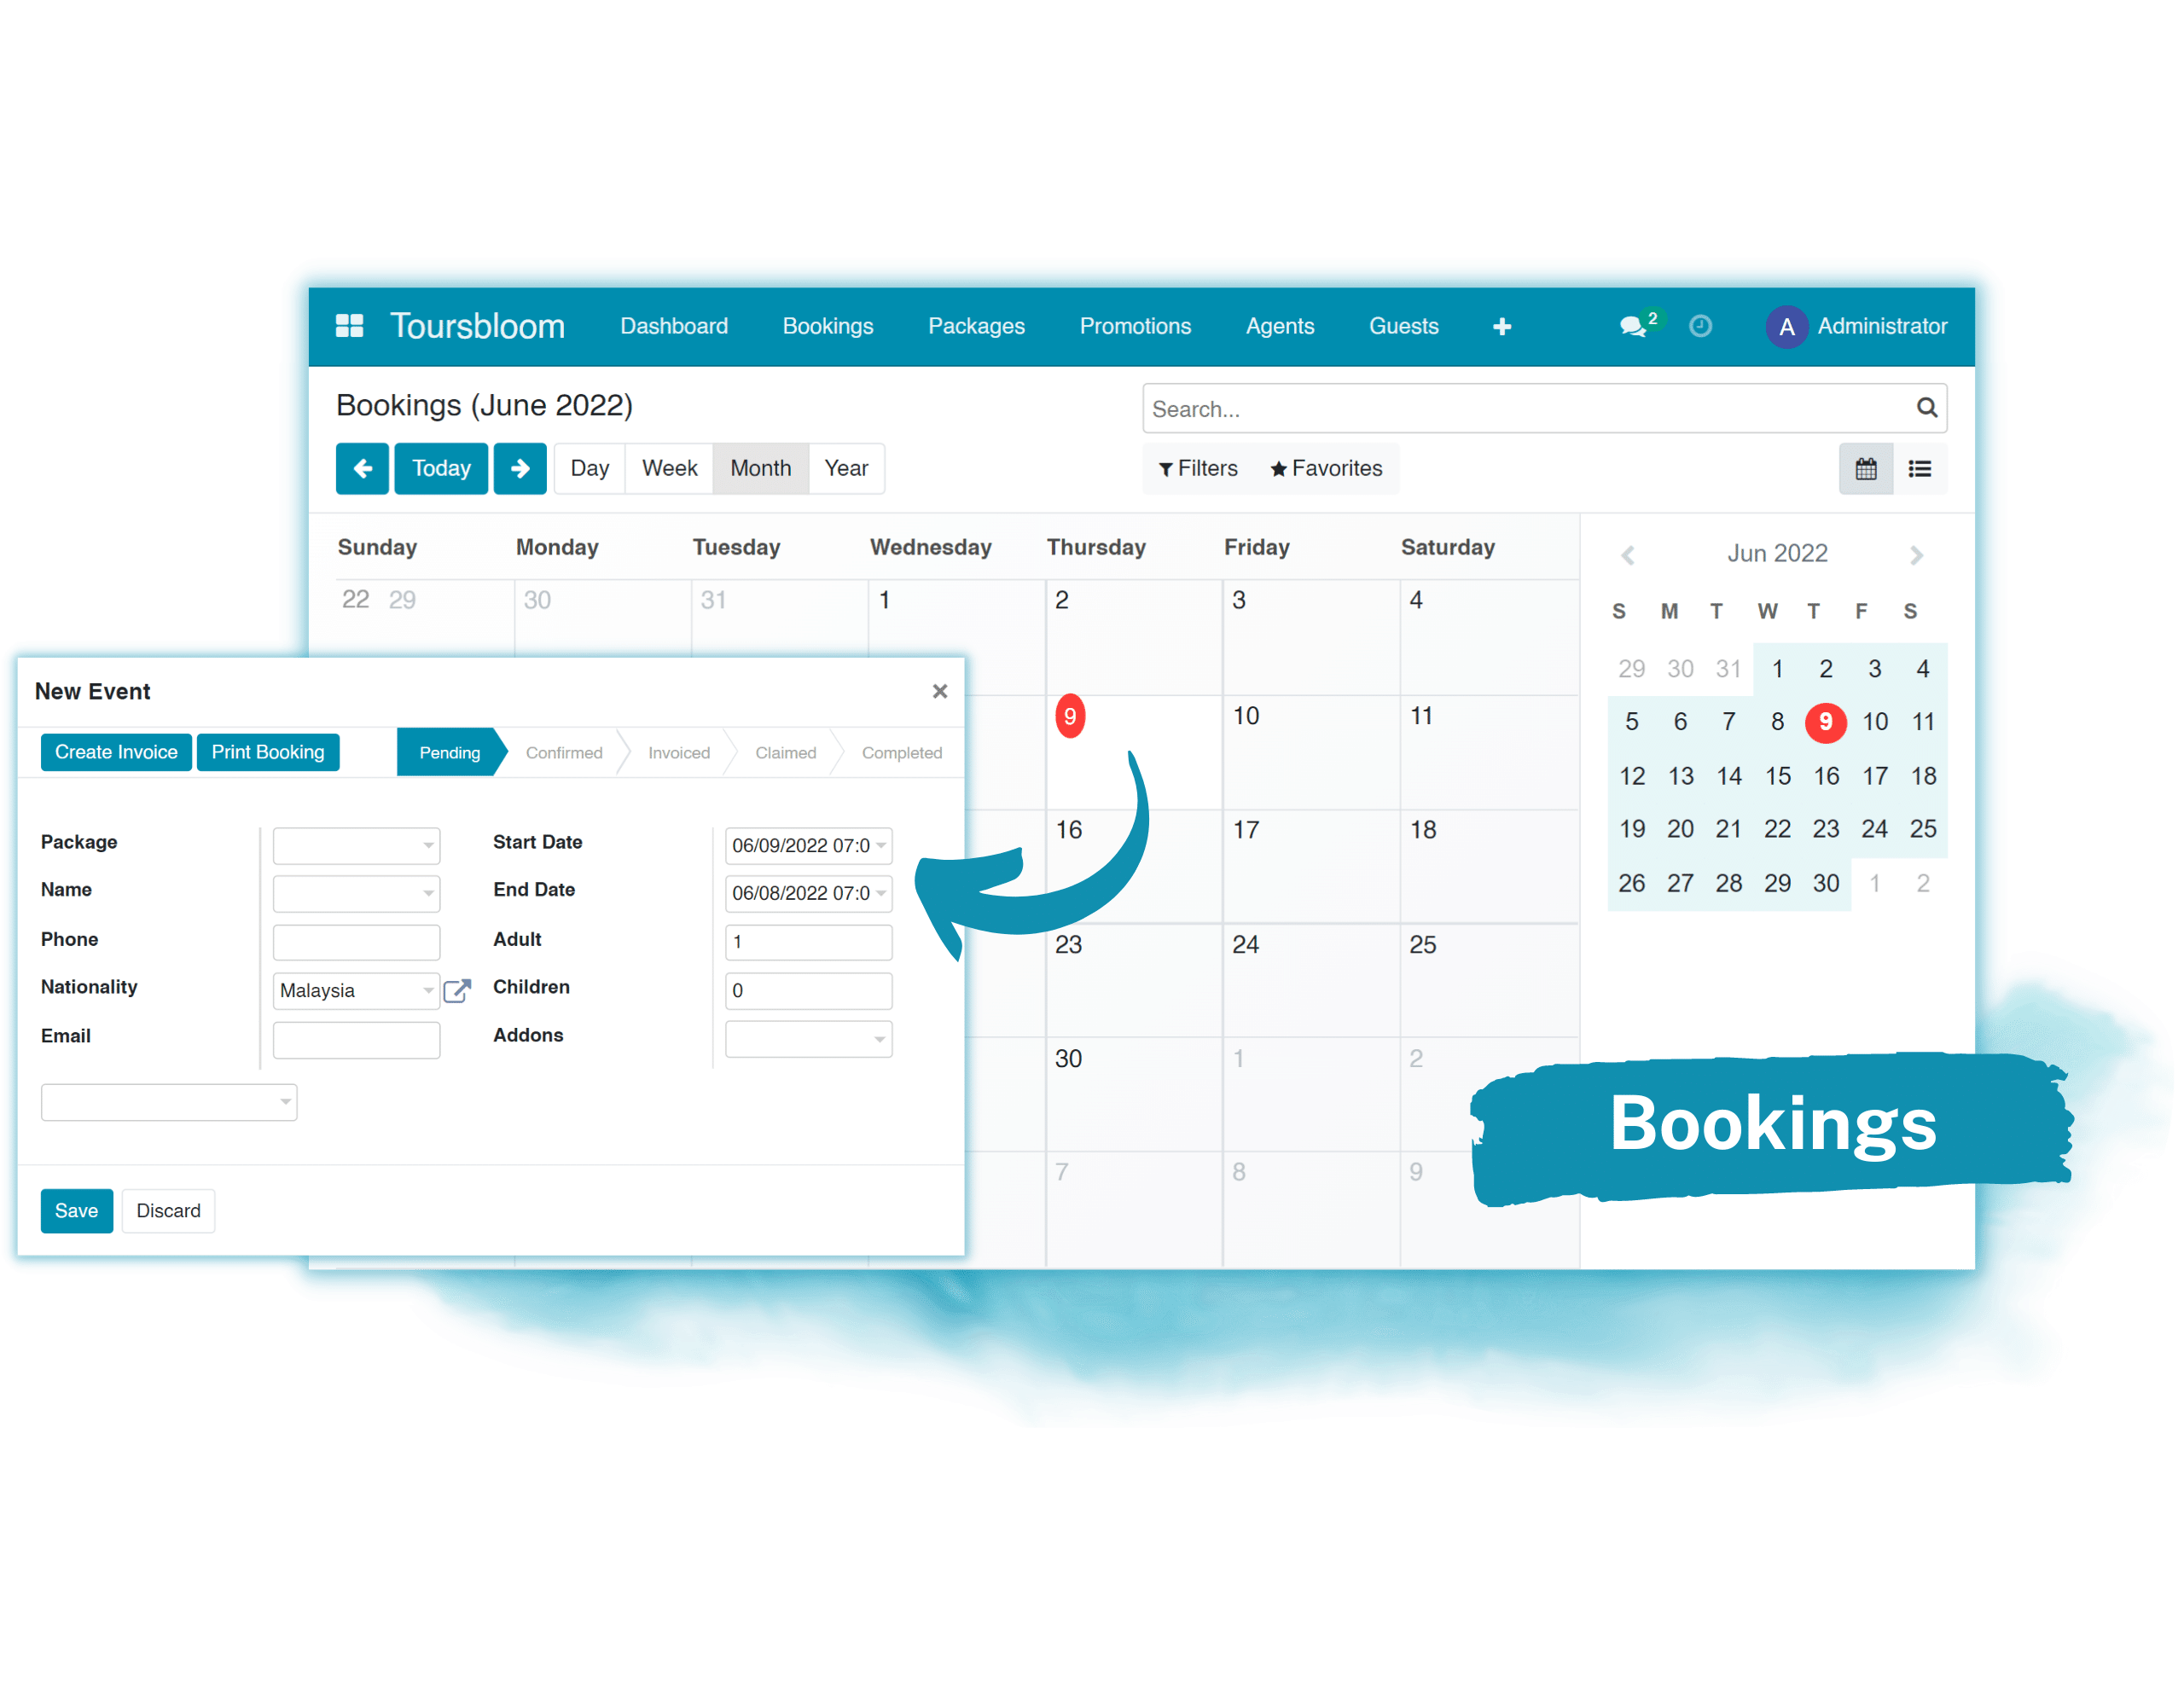 Toursbloom Dashboard Bookings Packages Promotions Agents Guests 2 A Administrator
Bookings (June 2022)
Search...
Today Day Week Month Year Filters Favorites
Sunday Monday Tuesday Wednesday Thursday Friday Saturday
22 29 30 31 1 2 3 4
9 10 11
16 17 18
23 24 25
30 1 2
7 8 9
Jun 2022
S M T W T F S
29 30 31 1 2 3 4
5 6 7 8 9 10 11
12 13 14 15 16 17 18
19 20 21 22 23 24 25
26 27 28 29 30 1 2
New Event
Create Invoice Print Booking Pending Confirmed Invoiced Claimed Completed
Package Start Date 06/09/2022 07:0
Name End Date 06/08/2022 07:0
Phone Adult 1
Nationality Malaysia Children 0
Email Addons
Save Discard
Bookings